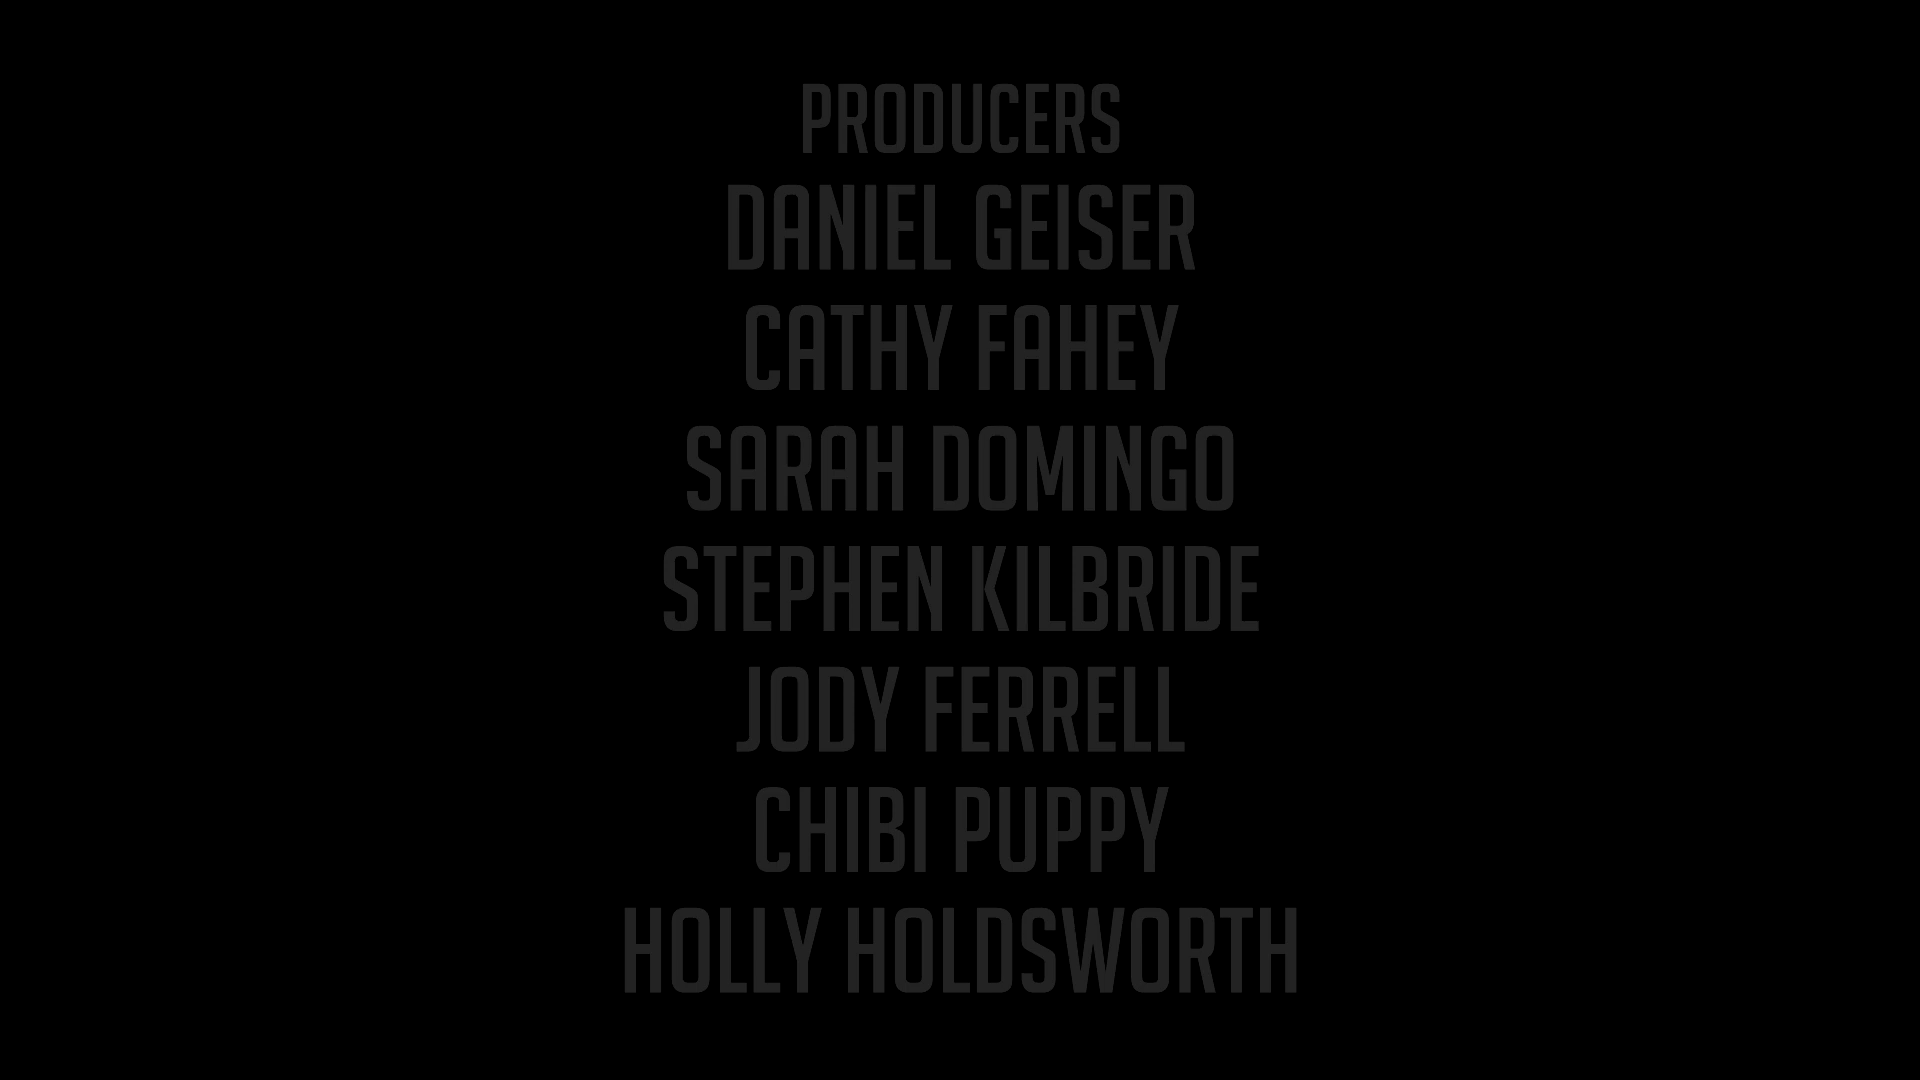 PRODUCERS
DANIEL GEISER
CATHY FAHEY
SARAH DOMINGO
STEPHEN KILBRIDE
JODY FERRELL
CHIBI PUPPY
HOLLY HOLDSWORTH